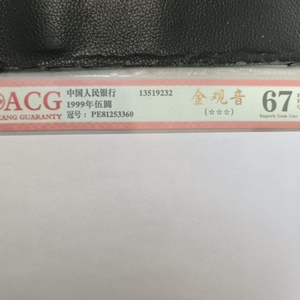 ACG
中国人民银行 13519232
1999年伍圆
冠号: PE81253360
金观音
(☆☆☆)
67
GUARANTY
Superb Gem Unc